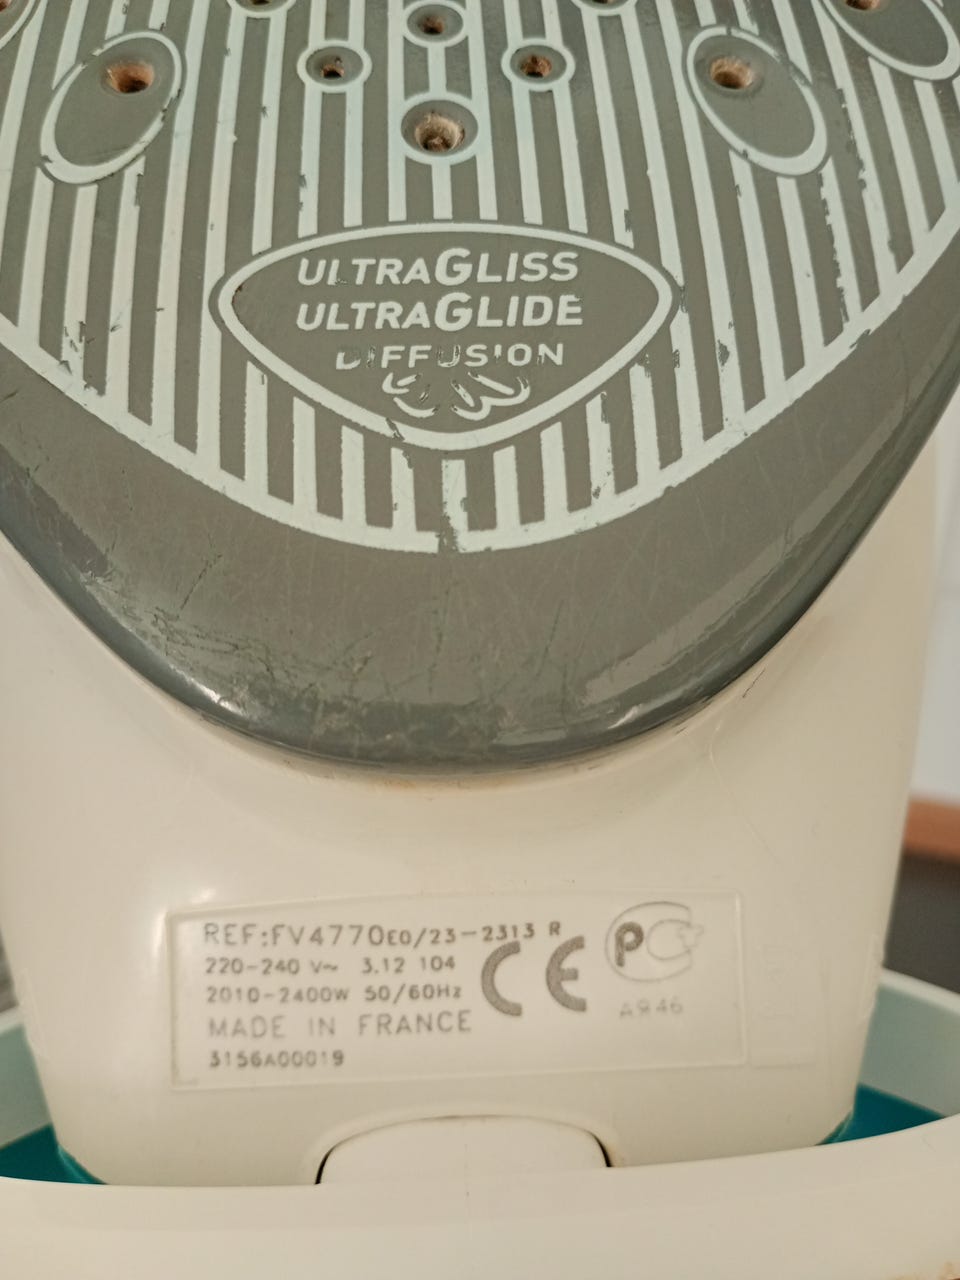 ULTRAGLISS
ULTRAGLIDE
DIFFUSION
REF:FV4770E0/23-2313 R
220-240 V~ 3.12 104
2010-2400W 50/60Hz
MADE IN FRANCE
3156A00019
CE
PC
АЯ46